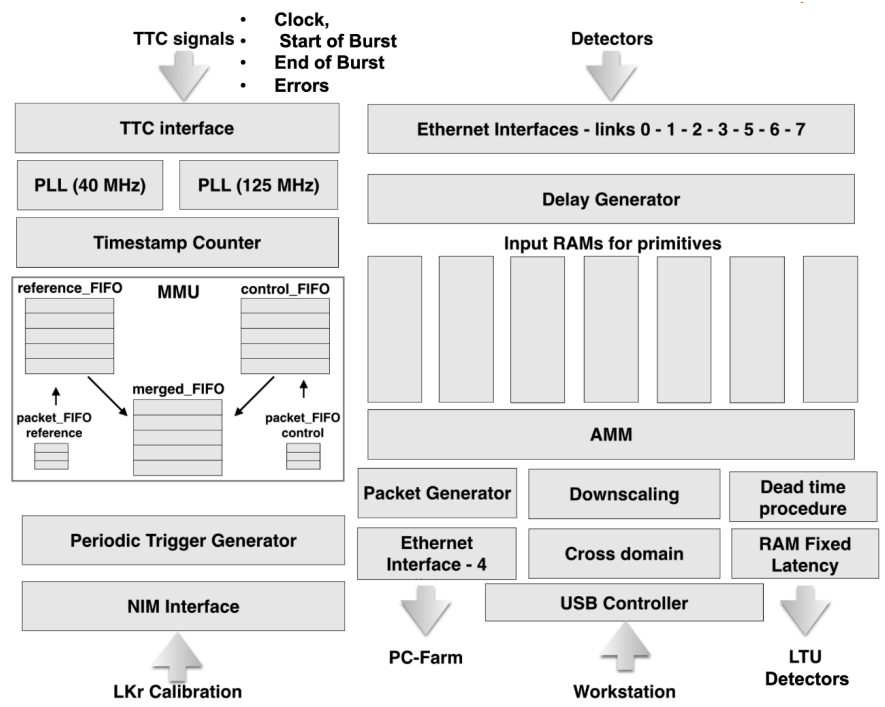 TTC signals
• Clock,
• Start of Burst
• End of Burst
• Errors
Detectors
TTC interface
Ethernet Interfaces - links 0 - 1 - 2 - 3 - 5 - 6 - 7
PLL (40 MHz)
PLL (125 MHz)
Delay Generator
Timestamp Counter
Input RAMs for primitives
reference_FIFO
MMU
control_FIFO
merged_FIFO
packet_FIFO
reference
packet_FIFO
control
AMM
Packet Generator
Downscaling
Dead time
procedure
Periodic Trigger Generator
Ethernet
Interface - 4
Cross domain
RAM Fixed
Latency
NIM Interface
USB Controller
PC-Farm
LTU
Detectors
LKr Calibration
Workstation